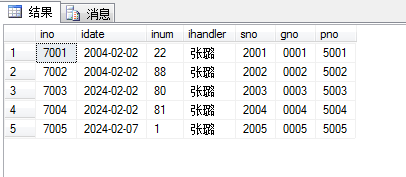 结果 消息
ino idate inum ihandler sno gno pno
1 7001 2004-02-02 22 张璐 2001 0001 5001
2 7002 2004-02-02 88 张璐 2002 0002 5002
3 7003 2024-02-02 80 张璐 2003 0003 5003
4 7004 2024-02-02 81 张璐 2004 0004 5004
5 7005 2024-02-07 1 张璐 2005 0005 5005